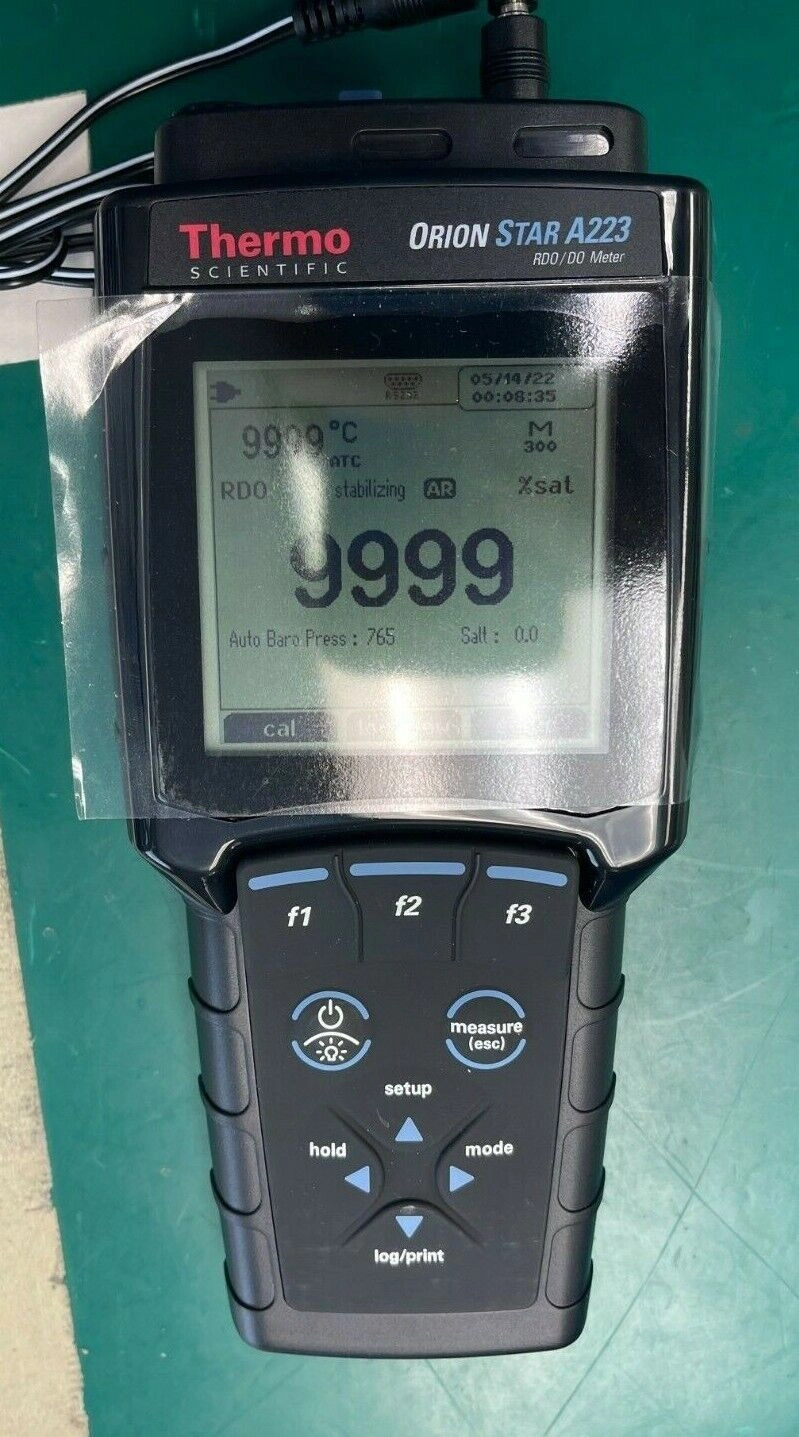 Thermo
SCIENTIFIC
ORION STAR A223
RDO/DO Meter
RS232
05/14/22
00:08:35
9999 °C
ATC
M
300
RDO stabilizing AR %sat
9999
Auto Baro Press : 765 Salt : 0.0
cal
f1 f2 f3
measure
(esc)
setup
hold mode
log/print